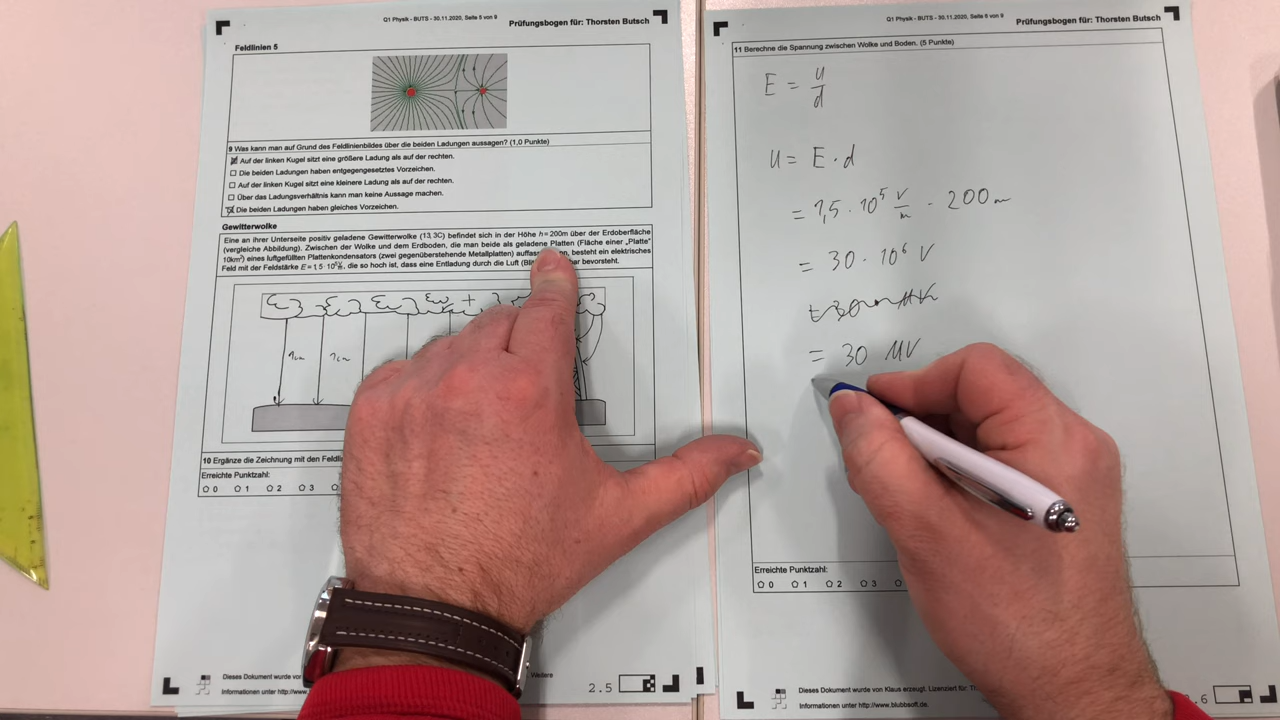 Q1 Physik - BUTS - 30.11.2020, Seite 5 von 9
Prüfungsbogen für: Thorsten Butsch
Feldlinien 5
9 Was kann man auf Grund des Feldlinienbildes über die beiden Ladungen aussagen? (1,0 Punkte)
Auf der linken Kugel sitzt eine größere Ladung als auf der rechten.
Die beiden Ladungen haben entgegengesetztes Vorzeichen.
Auf der linken Kugel sitzt eine kleinere Ladung als auf der rechten.
Über das Ladungsverhältnis kann man keine Aussage machen.
Die beiden Ladungen haben gleiches Vorzeichen.
Gewitterwolke
Eine an ihrer Unterseite positiv geladene Gewitterwolke (13,3C) befindet sich in der Höhe h = 200m über der Erdoberfläche
(vergleiche Abbildung). Zwischen der Wolke und dem Erdboden, die man beide als geladene Platten (Fläche einer „Platte"
10km²) eines luftgefüllten Plattenkondensators (zwei gegenüberstehende Metallplatten) besteht ein elektrisches
Feld mit der Feldstärke die so hoch ist, dass eine Entladung durch die Luft bevorsteht.
+
1cm 1cm
10 Ergänze die Zeichnung mit den
Erreichte Punktzahl:
0 1 2 3
Dieses Dokument wurde
Weitere
Informationen unter http://www
2.5
Q1 Physik - BUTS - 30.11.2020, Seite 6 von 9
Prüfungsbogen für: Thorsten Butsch
11 Berechne die Spannung zwischen Wolke und Boden. (5 Punkte)
E = U/d
U = E · d
= 1,5 · 10⁵ V/m · 200m
= 30 · 10⁶ V
= 30 MV
Erreichte Punktzahl:
0 1 2 3
Dieses Dokument wurde von Klaus erzeugt. Lizenziert für:
Informationen unter http://www.blubbsoft.de.
.6